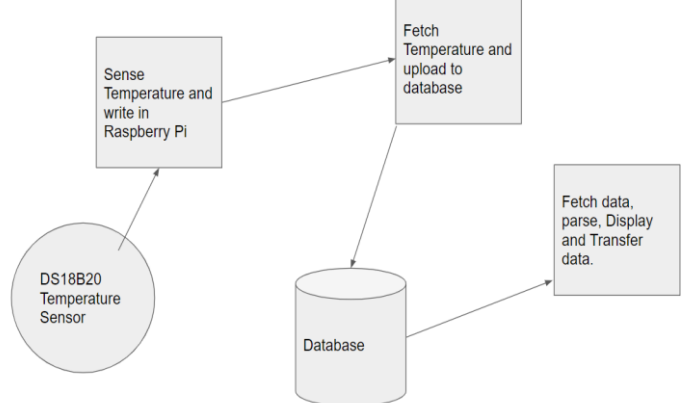 Fetch
Temperature and
upload to
database
Sense
Temperature and
write in
Raspberry Pi
Fetch data,
parse, Display
and Transfer
data.
DS18B20
Temperature
Sensor
Database